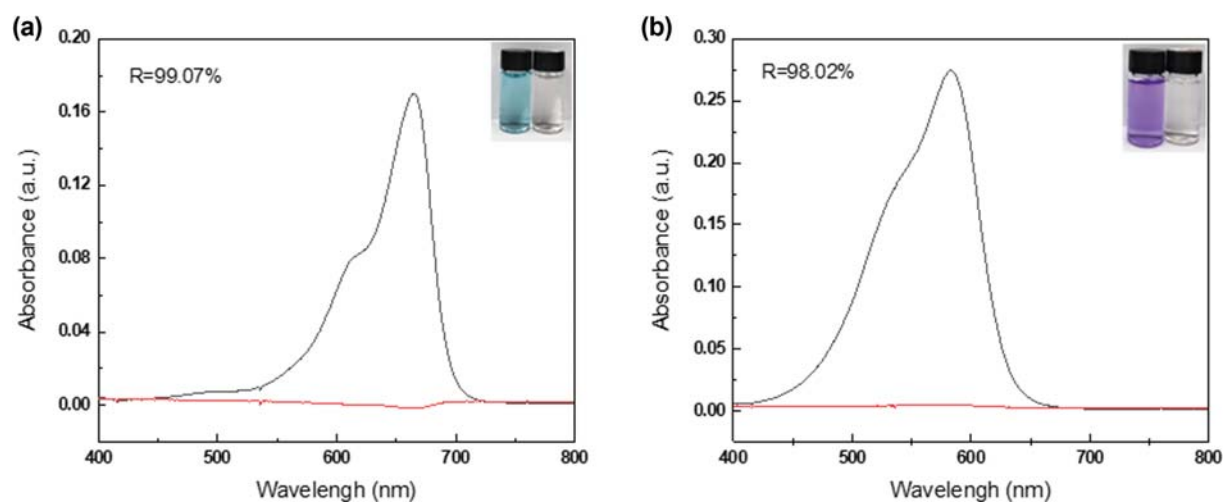 (a)
0.20
0.16
0.12
0.08
0.04
0.00
R=99.07%
400 500 600 700 800
Absorbance (a.u.)
Wavelengh (nm)
(b)
0.30
0.25
0.20
0.15
0.10
0.05
0.00
R=98.02%
400 500 600 700 800
Absorbance (a.u.)
Wavelengh (nm)